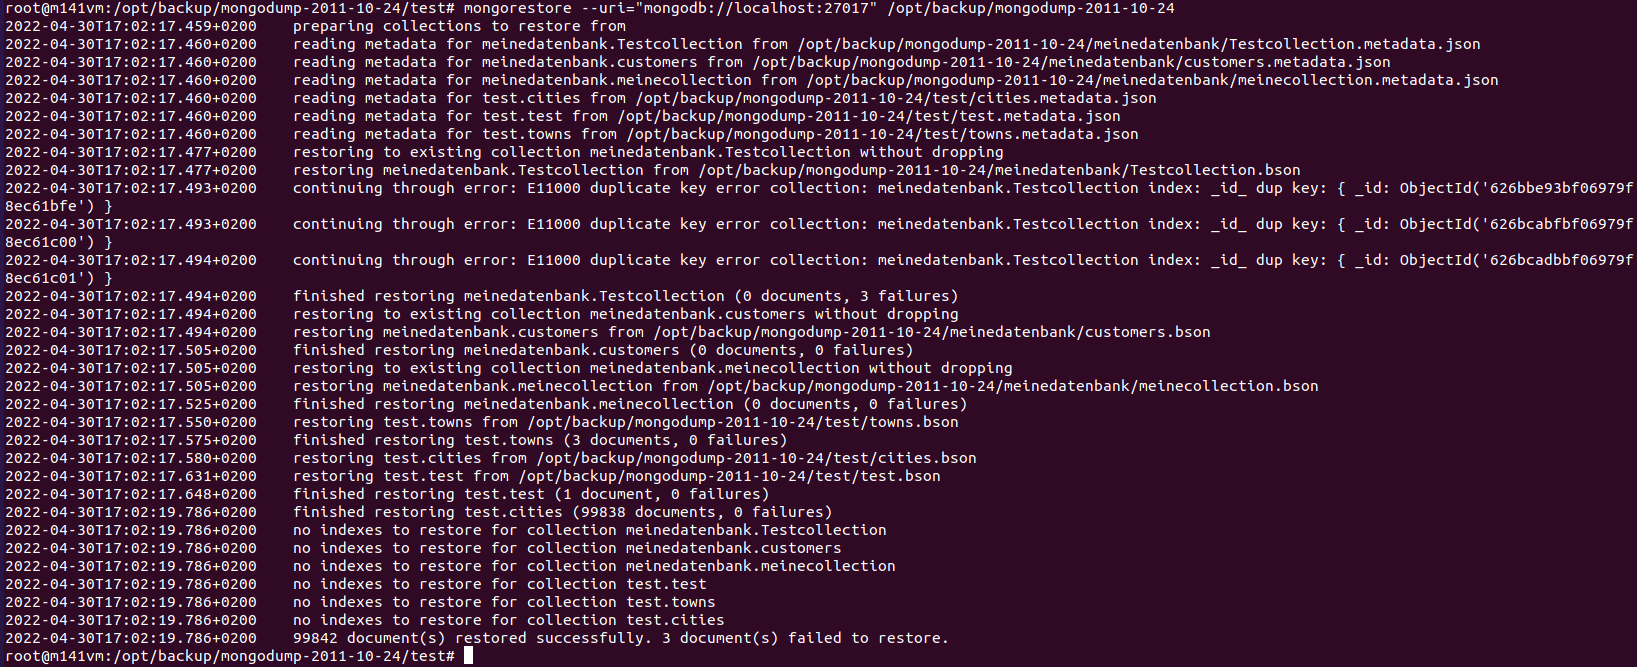 root@m141vm:/opt/backup/mongodump-2011-10-24/test# mongorestore --uri="mongodb://localhost:27017" /opt/backup/mongodump-2011-10-24
2022-04-30T17:02:17.459+0200    preparing collections to restore from
2022-04-30T17:02:17.460+0200    reading metadata for meinedatenbank.Testcollection from /opt/backup/mongodump-2011-10-24/meinedatenbank/Testcollection.metadata.json
2022-04-30T17:02:17.460+0200    reading metadata for meinedatenbank.customers from /opt/backup/mongodump-2011-10-24/meinedatenbank/customers.metadata.json
2022-04-30T17:02:17.460+0200    reading metadata for meinedatenbank.meinecollection from /opt/backup/mongodump-2011-10-24/meinedatenbank/meinecollection.metadata.json
2022-04-30T17:02:17.460+0200    reading metadata for test.cities from /opt/backup/mongodump-2011-10-24/test/cities.metadata.json
2022-04-30T17:02:17.460+0200    reading metadata for test.test from /opt/backup/mongodump-2011-10-24/test/test.metadata.json
2022-04-30T17:02:17.460+0200    reading metadata for test.towns from /opt/backup/mongodump-2011-10-24/test/towns.metadata.json
2022-04-30T17:02:17.477+0200    restoring to existing collection meinedatenbank.Testcollection without dropping
2022-04-30T17:02:17.477+0200    restoring meinedatenbank.Testcollection from /opt/backup/mongodump-2011-10-24/meinedatenbank/Testcollection.bson
2022-04-30T17:02:17.493+0200    continuing through error: E11000 duplicate key error collection: meinedatenbank.Testcollection index: _id_ dup key: { _id: ObjectId('626bbe93bf06979f
8ec61bfe') }
2022-04-30T17:02:17.493+0200    continuing through error: E11000 duplicate key error collection: meinedatenbank.Testcollection index: _id_ dup key: { _id: ObjectId('626bcabfbf06979f
8ec61c00') }
2022-04-30T17:02:17.494+0200    continuing through error: E11000 duplicate key error collection: meinedatenbank.Testcollection index: _id_ dup key: { _id: ObjectId('626bcadbbf06979f
8ec61c01') }
2022-04-30T17:02:17.494+0200    finished restoring meinedatenbank.Testcollection (0 documents, 3 failures)
2022-04-30T17:02:17.494+0200    restoring to existing collection meinedatenbank.customers without dropping
2022-04-30T17:02:17.494+0200    restoring meinedatenbank.customers from /opt/backup/mongodump-2011-10-24/meinedatenbank/customers.bson
2022-04-30T17:02:17.505+0200    finished restoring meinedatenbank.customers (0 documents, 0 failures)
2022-04-30T17:02:17.505+0200    restoring to existing collection meinedatenbank.meinecollection without dropping
2022-04-30T17:02:17.505+0200    restoring meinedatenbank.meinecollection from /opt/backup/mongodump-2011-10-24/meinedatenbank/meinecollection.bson
2022-04-30T17:02:17.525+0200    finished restoring meinedatenbank.meinecollection (0 documents, 0 failures)
2022-04-30T17:02:17.550+0200    restoring test.towns from /opt/backup/mongodump-2011-10-24/test/towns.bson
2022-04-30T17:02:17.575+0200    finished restoring test.towns (3 documents, 0 failures)
2022-04-30T17:02:17.580+0200    restoring test.cities from /opt/backup/mongodump-2011-10-24/test/cities.bson
2022-04-30T17:02:17.631+0200    restoring test.test from /opt/backup/mongodump-2011-10-24/test/test.bson
2022-04-30T17:02:17.648+0200    finished restoring test.test (1 document, 0 failures)
2022-04-30T17:02:19.786+0200    finished restoring test.cities (99838 documents, 0 failures)
2022-04-30T17:02:19.786+0200    no indexes to restore for collection meinedatenbank.Testcollection
2022-04-30T17:02:19.786+0200    no indexes to restore for collection meinedatenbank.customers
2022-04-30T17:02:19.786+0200    no indexes to restore for collection meinedatenbank.meinecollection
2022-04-30T17:02:19.786+0200    no indexes to restore for collection test.test
2022-04-30T17:02:19.786+0200    no indexes to restore for collection test.towns
2022-04-30T17:02:19.786+0200    no indexes to restore for collection test.cities
2022-04-30T17:02:19.786+0200    99842 document(s) restored successfully. 3 document(s) failed to restore.
root@m141vm:/opt/backup/mongodump-2011-10-24/test#